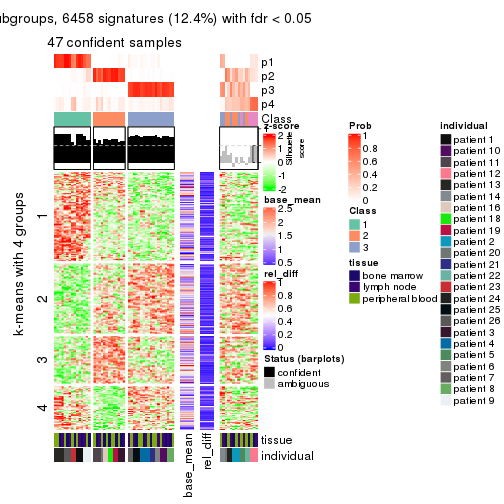 ubgroups, 6458 signatures (12.4%) with fdr < 0.05
47 confident samples
p1
p2
p3
p4
Class
z-score
2
1
0
-1
-2
Silhouette
score
base_mean
2.5
2
1.5
1
0.5
rel_diff
1
0.8
0.6
0.4
0.2
0
Status (barplots)
confident
ambiguous
Prob
1
0.8
0.6
0.4
0.2
0
Class
1
2
3
tissue
bone marrow
lymph node
peripheral blood
individual
patient 1
patient 10
patient 11
patient 12
patient 13
patient 14
patient 16
patient 18
patient 19
patient 2
patient 20
patient 21
patient 22
patient 23
patient 24
patient 25
patient 26
patient 3
patient 4
patient 5
patient 6
patient 7
patient 8
patient 9
k-means with 4 groups
1
2
3
4
tissue
individual
base_mean
rel_diff